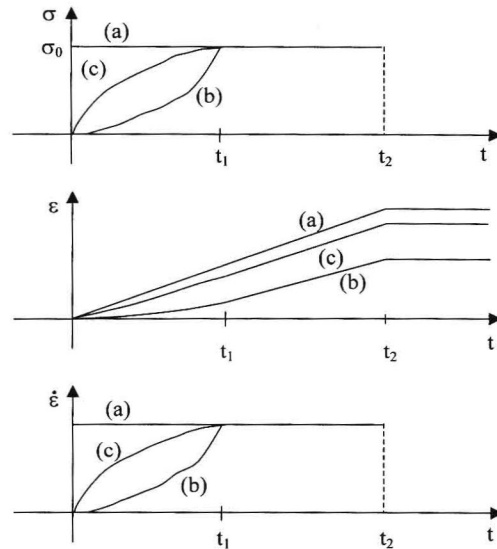 σ
(a)
σ₀
(c)
(b)
t₁
t₂
t
ε
(a)
(c)
(b)
t₁
t₂
t
ε̇
(a)
(c)
(b)
t₁
t₂
t